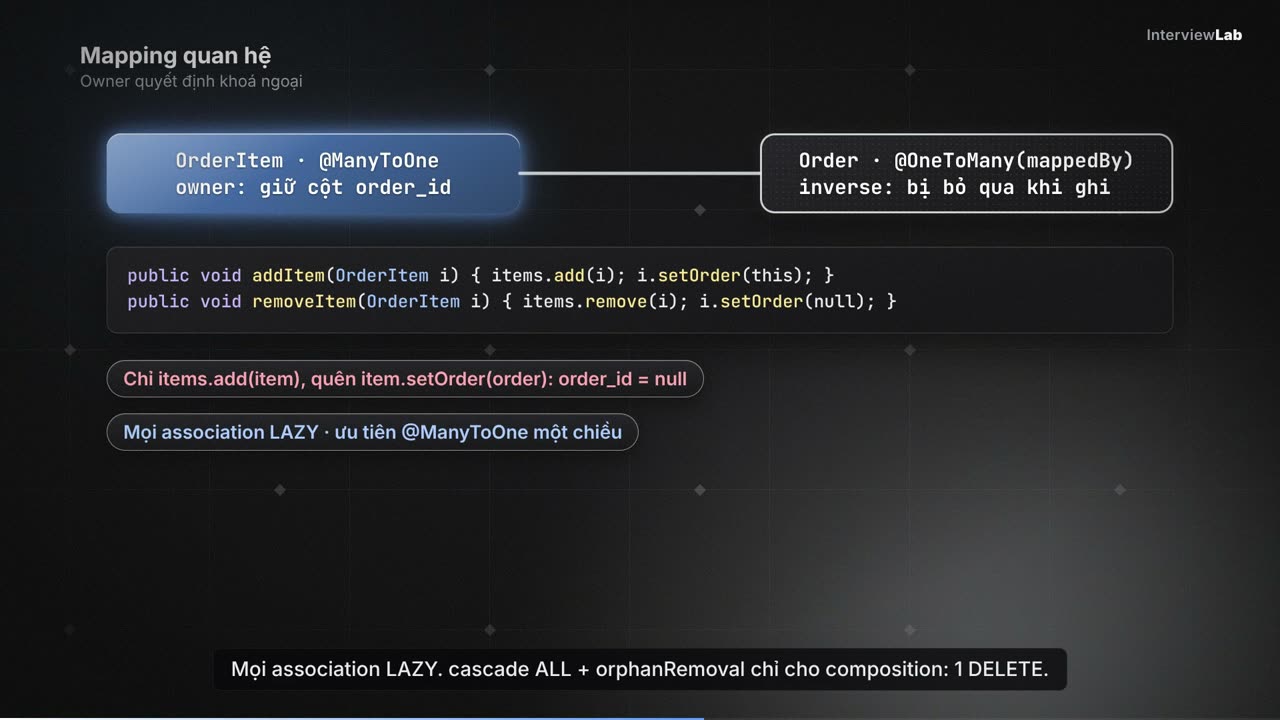 InterviewLab
Mapping quan hệ
Owner quyết định khoá ngoại
OrderItem · @ManyToOne
owner: giữ cột order_id
Order · @OneToMany(mappedBy)
inverse: bị bỏ qua khi ghi
public void addItem(OrderItem i) { items.add(i); i.setOrder(this); }
public void removeItem(OrderItem i) { items.remove(i); i.setOrder(null); }
Chỉ items.add(item), quên item.setOrder(order): order_id = null
Mọi association LAZY · ưu tiên @ManyToOne một chiều
Mọi association LAZY. cascade ALL + orphanRemoval chỉ cho composition: 1 DELETE.